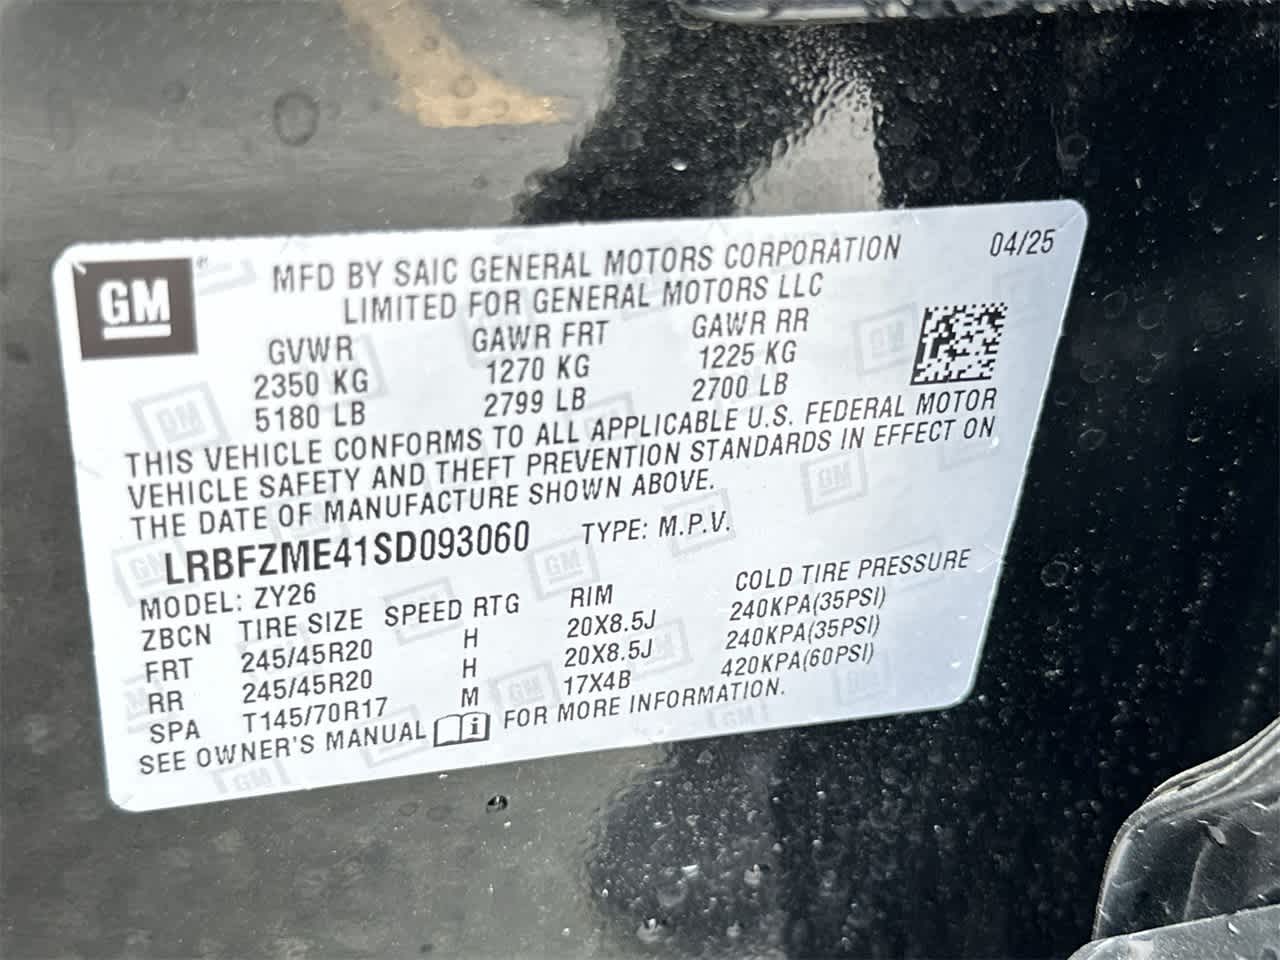 GM
MFD BY SAIC GENERAL MOTORS CORPORATION 04/25
LIMITED FOR GENERAL MOTORS LLC
GVWR GAWR FRT GAWR RR
2350 KG 1270 KG 1225 KG
5180 LB 2799 LB 2700 LB
THIS VEHICLE CONFORMS TO ALL APPLICABLE U.S. FEDERAL MOTOR
VEHICLE SAFETY AND THEFT PREVENTION STANDARDS IN EFFECT ON
THE DATE OF MANUFACTURE SHOWN ABOVE.
LRBFZME41SD093060 TYPE: M.P.V.
MODEL: ZY26
ZBCN TIRE SIZE SPEED RTG RIM COLD TIRE PRESSURE
FRT 245/45R20 H 20X8.5J 240KPA(35PSI)
RR 245/45R20 H 20X8.5J 240KPA(35PSI)
SPA T145/70R17 M 17X4B 420KPA(60PSI)
SEE OWNER'S MANUAL FOR MORE INFORMATION.